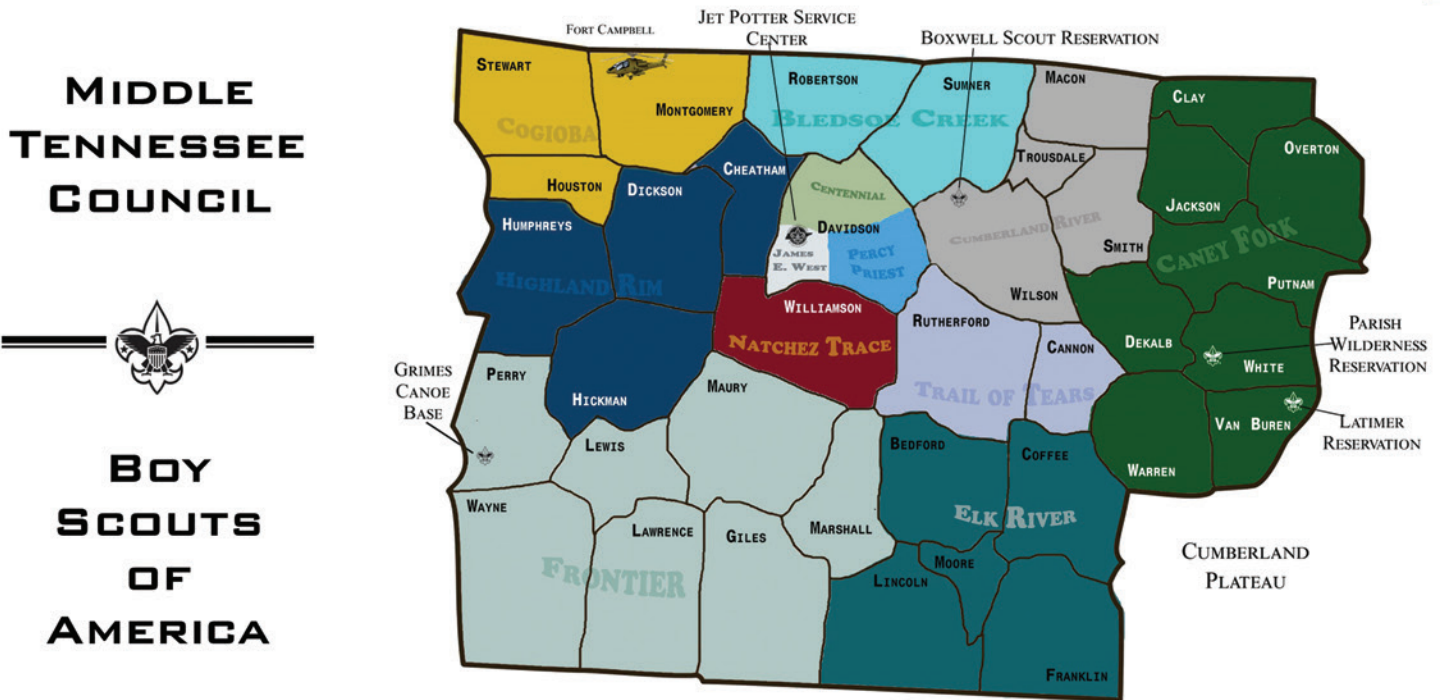 MIDDLE
TENNESSEE
COUNCIL
BOY
SCOUTS
OF
AMERICA
FORT CAMPBELL
JET POTTER SERVICE
CENTER
BOXWELL SCOUT RESERVATION
STEWART
MONTGOMERY
COGIOBA
HOUSTON
ROBERTSON
SUMNER
BLEDSOE CREEK
MACON
TROUSDALE
CLAY
OVERTON
JACKSON
SMITH
CANEY FORK
PUTNAM
HUMPHREYS
DICKSON
CHEATHAM
HIGHLAND RIM
HICKMAN
CENTENNIAL
DAVIDSON
JAMES
E. WEST
PERCY
PRIEST
CUMBERLAND RIVER
WILSON
WILLIAMSON
NATCHEZ TRACE
RUTHERFORD
CANNON
TRAIL OF TEARS
DEKALB
WHITE
VAN BUREN
WARREN
PARISH
WILDERNESS
RESERVATION
LATIMER
RESERVATION
GRIMES
CANOE
BASE
PERRY
LEWIS
MAURY
WAYNE
LAWRENCE
GILES
MARSHALL
FRONTIER
BEDFORD
COFFEE
ELK RIVER
LINCOLN
MOORE
FRANKLIN
CUMBERLAND
PLATEAU